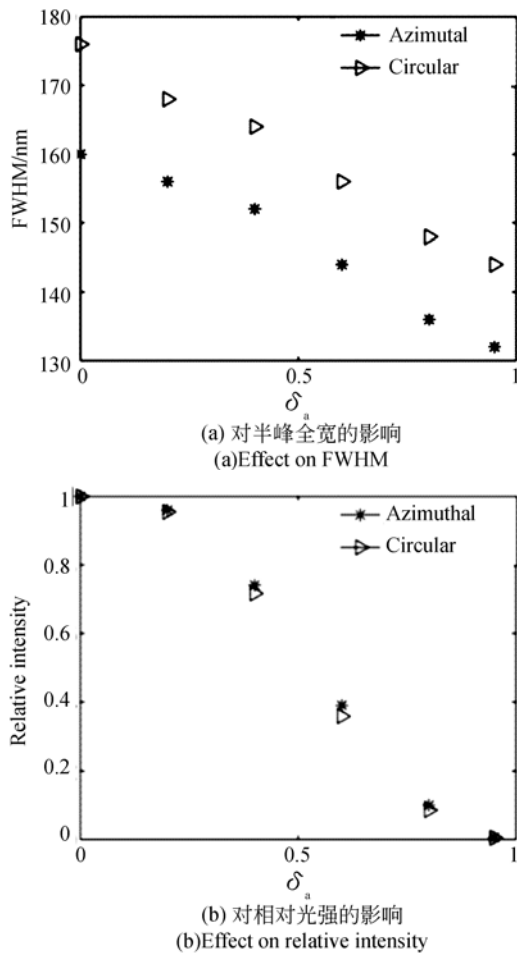 180
170
160
150
140
130
FWHM/nm
Azimutal
Circular
0
0.5
1
δa
(a) 对半峰全宽的影响
(a)Effect on FWHM
1
0.8
0.6
0.4
0.2
0
Relative intensity
Azimuthal
Circular
0
0.5
1
δa
(b) 对相对光强的影响
(b)Effect on relative intensity